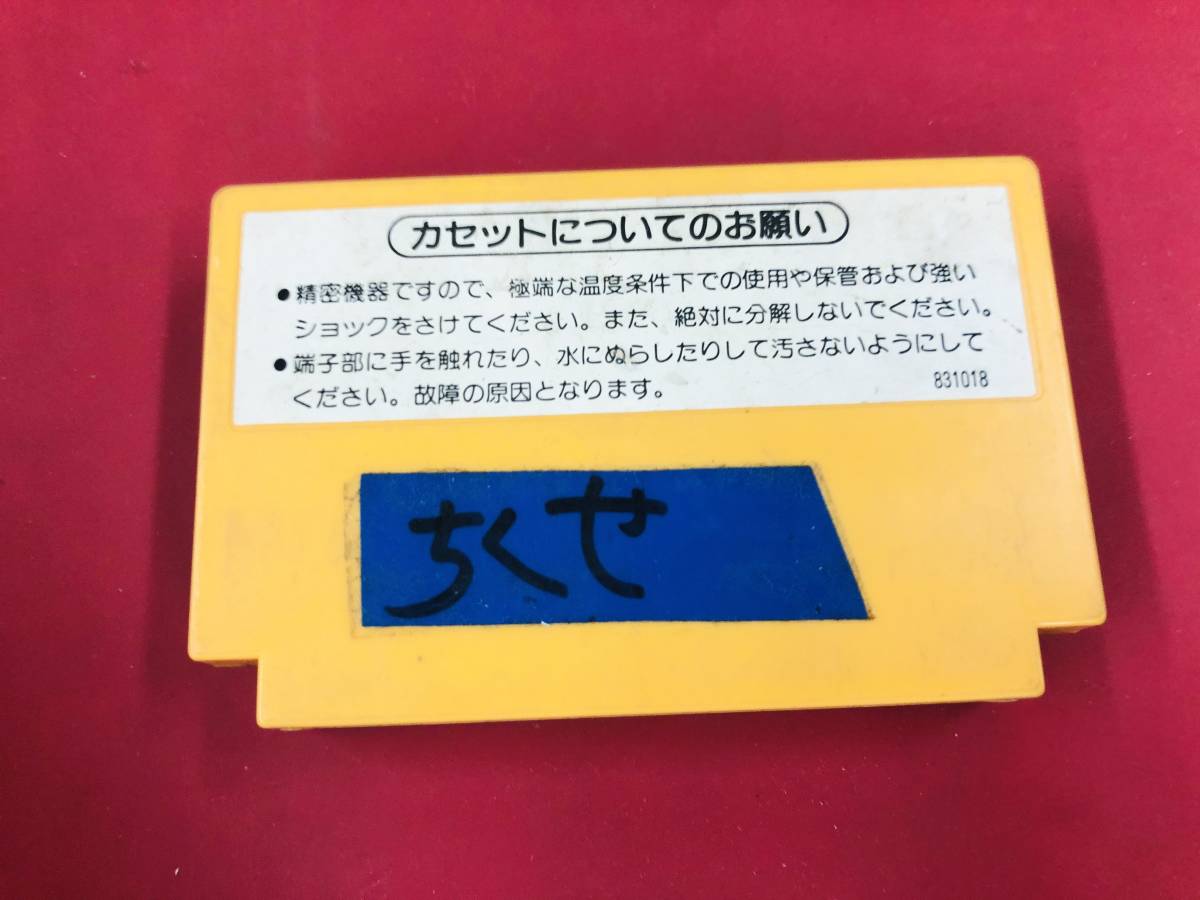 カセットについてのお願い
●精密機器ですので、極端な温度条件下での使用や保管および強い
ショックをさけてください。また、絶対に分解しないでください。
●端子部に手を触れたり、水にぬらしたりして汚さないようにして
ください。故障の原因となります。
831018
ちくせ